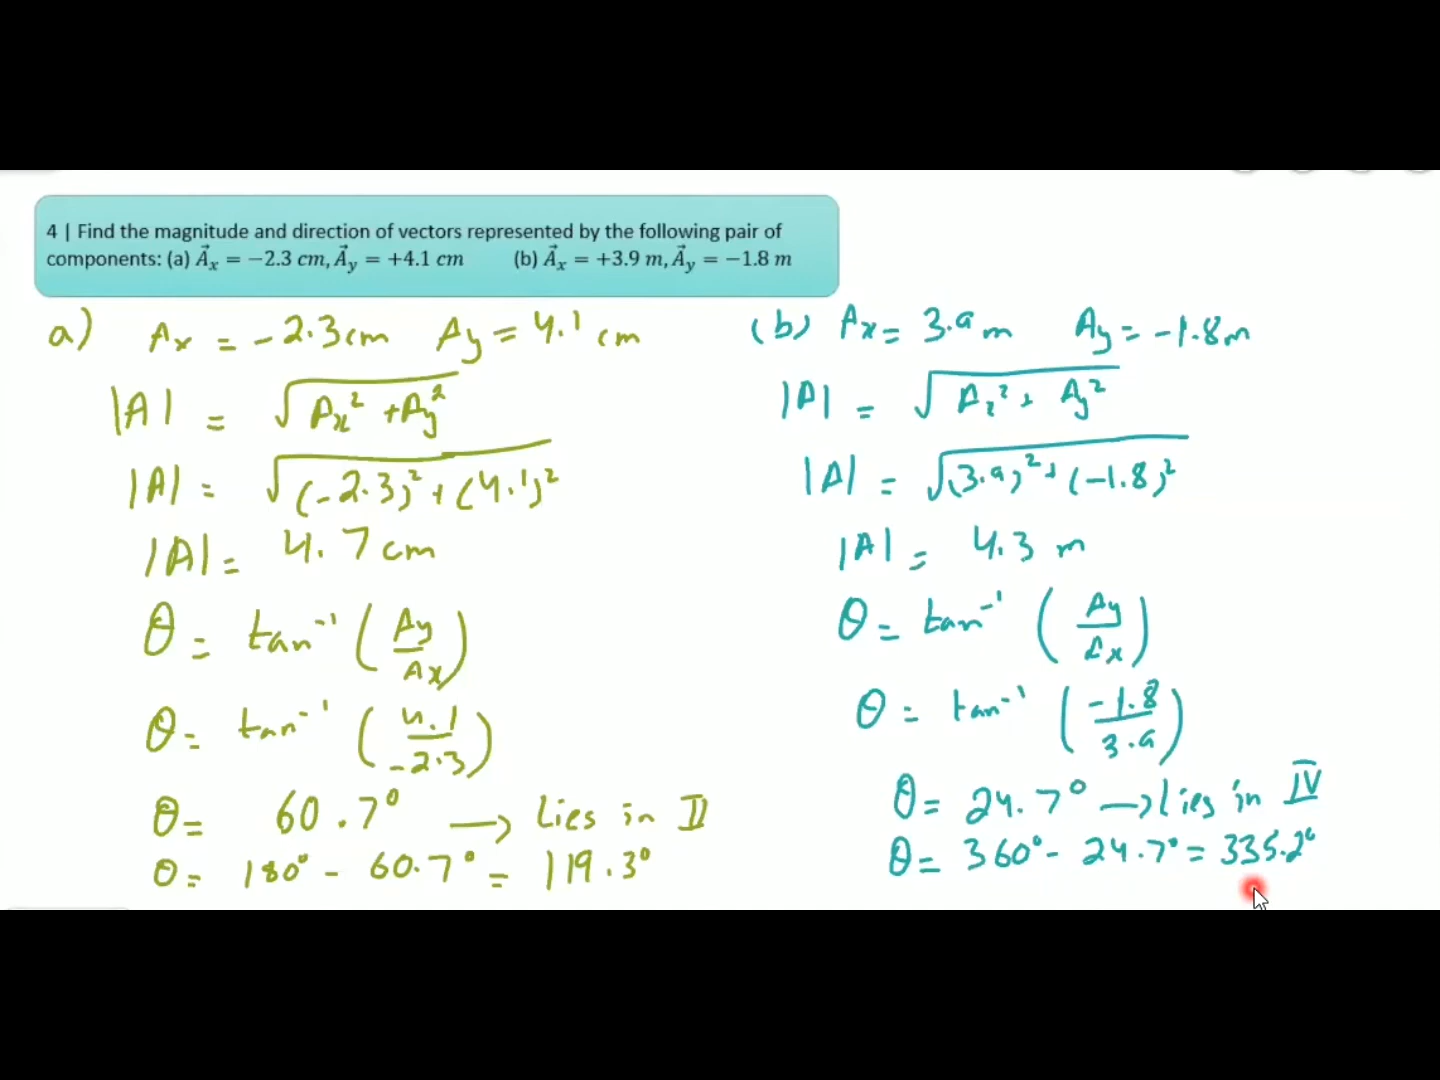 4 | Find the magnitude and direction of vectors represented by the following pair of
components: (a) A⃗x = −2.3 cm, A⃗y = +4.1 cm (b) A⃗x = +3.9 m, A⃗y = −1.8 m
a) Ax = -2.3cm Ay = 4.1 cm
|A| = √(Ax² + Ay²)
|A| = √((-2.3)² + (4.1)²)
|A| = 4.7 cm
θ = tan⁻¹ (Ay/Ax)
θ = tan⁻¹ (4.1/-2.3)
θ = 60.7° → Lies in II
θ = 180° - 60.7° = 119.3°
(b) Ax = 3.9 m Ay = -1.8m
|A| = √(Ax² + Ay²)
|A| = √((3.9)² + (-1.8)²)
|A| = 4.3 m
θ = tan⁻¹ (Ay/Ax)
θ = tan⁻¹ (-1.8/3.9)
θ = 24.7° → Lies in IV
θ = 360° - 24.7° = 335.2°